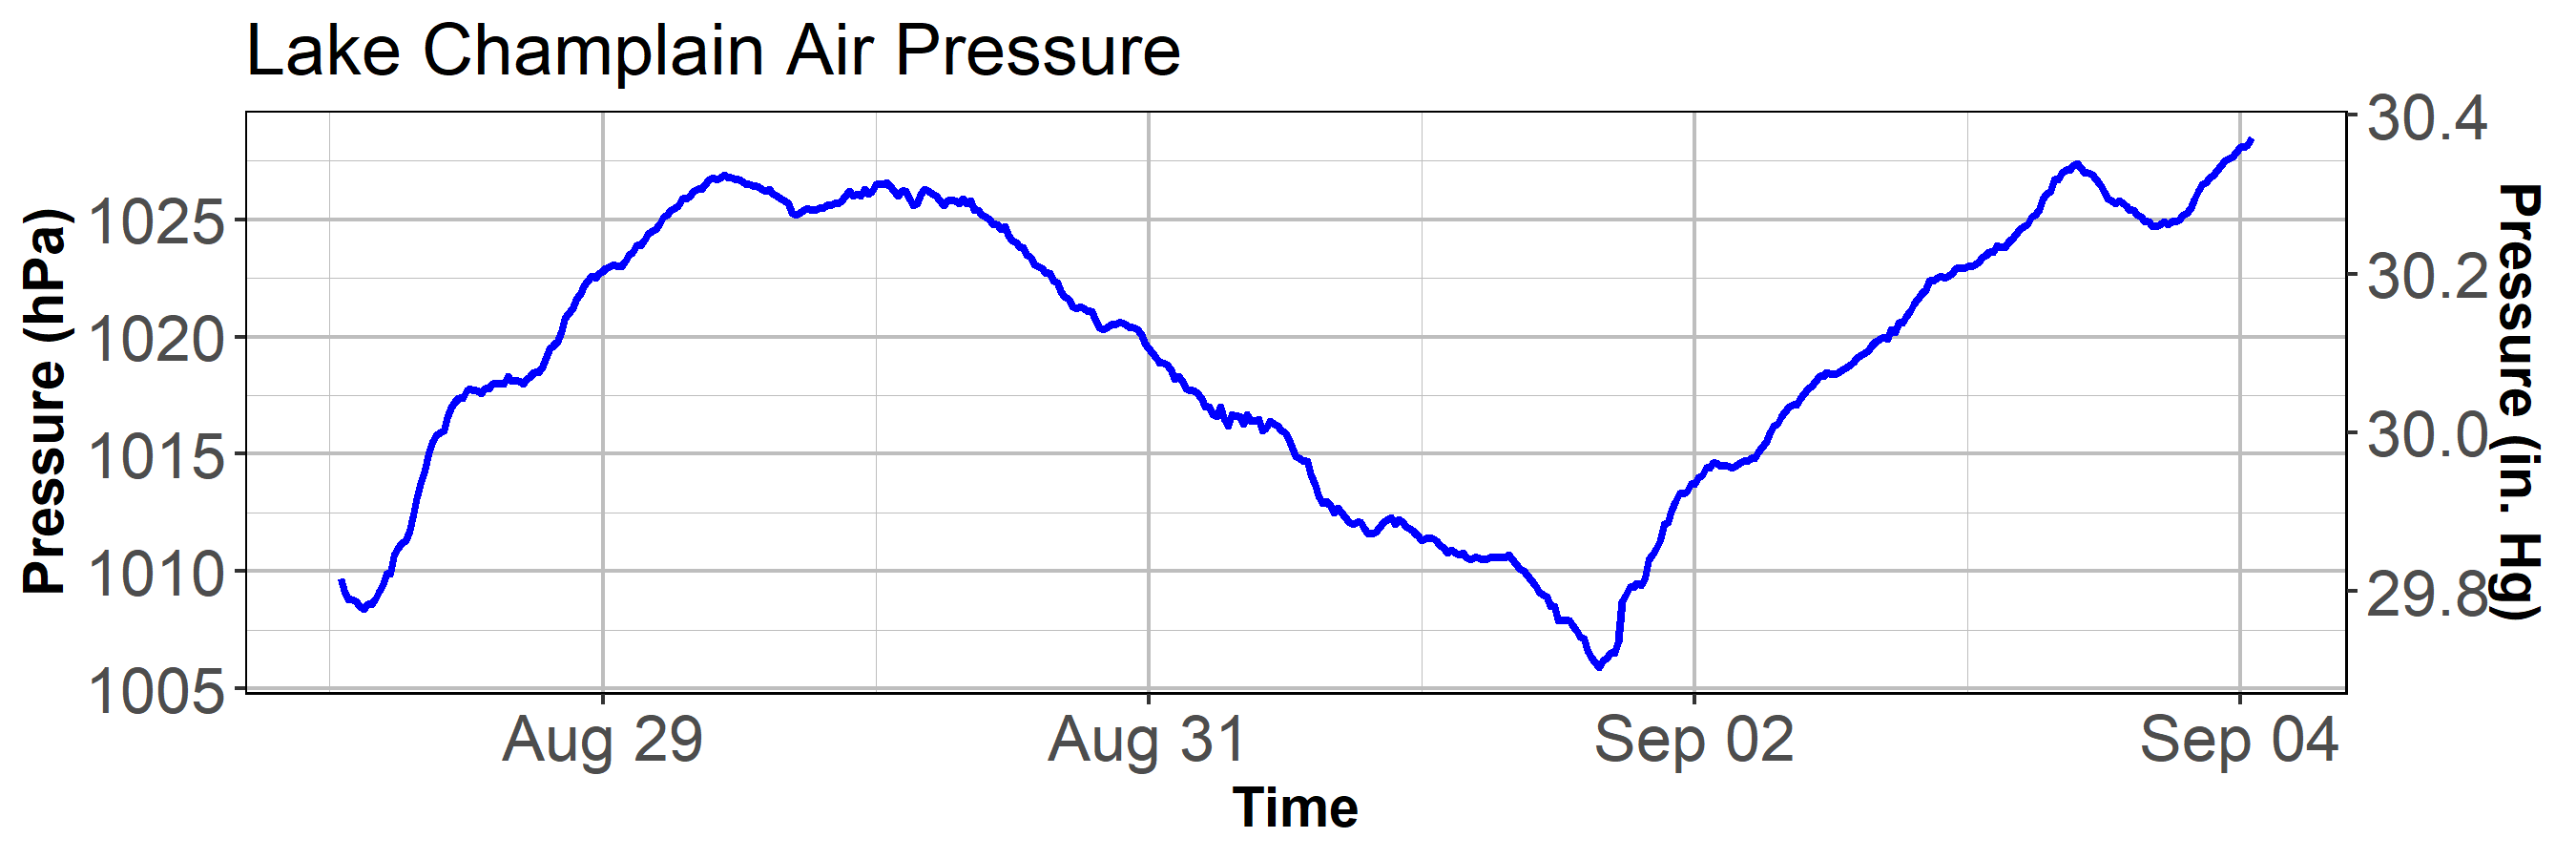 Lake Champlain Air Pressure
Pressure (hPa)
1025
1020
1015
1010
1005
30.4
30.2
30.0
29.8
Pressure (in. Hg)
Aug 29 Aug 31 Sep 02 Sep 04
Time